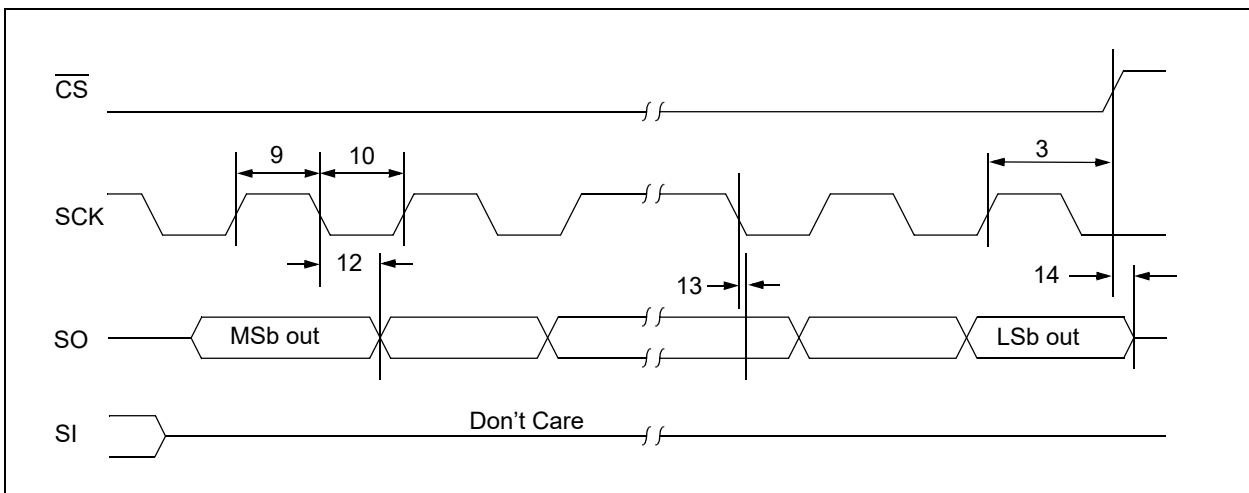 CS
3
9 10
SCK
12
13
14
SO
MSb out
LSb out
SI
Don't Care